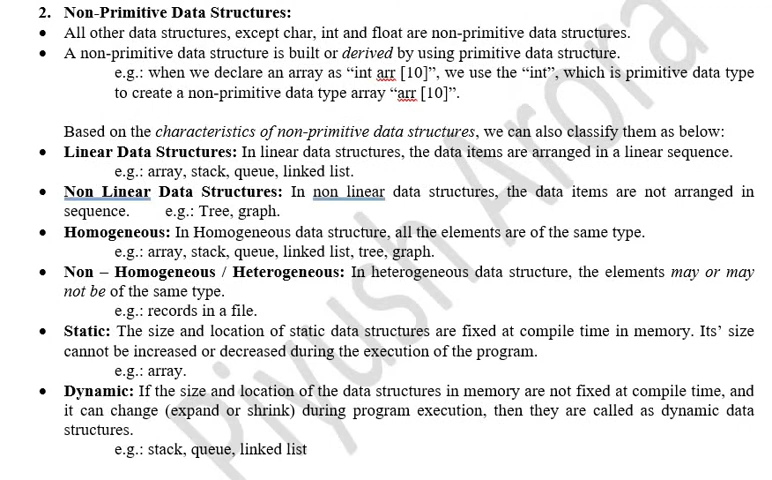 2. Non-Primitive Data Structures:
• All other data structures, except char, int and float are non-primitive data structures.
• A non-primitive data structure is built or derived by using primitive data structure.
e.g.: when we declare an array as “int arr [10]”, we use the “int”, which is primitive data type
to create a non-primitive data type array “arr [10]”.
Based on the characteristics of non-primitive data structures, we can also classify them as below:
• Linear Data Structures: In linear data structures, the data items are arranged in a linear sequence.
e.g.: array, stack, queue, linked list.
• Non Linear Data Structures: In non linear data structures, the data items are not arranged in
sequence. e.g.: Tree, graph.
• Homogeneous: In Homogeneous data structure, all the elements are of the same type.
e.g.: array, stack, queue, linked list, tree, graph.
• Non – Homogeneous / Heterogeneous: In heterogeneous data structure, the elements may or may
not be of the same type.
e.g.: records in a file.
• Static: The size and location of static data structures are fixed at compile time in memory. Its’ size
cannot be increased or decreased during the execution of the program.
e.g.: array.
• Dynamic: If the size and location of the data structures in memory are not fixed at compile time, and
it can change (expand or shrink) during program execution, then they are called as dynamic data
structures.
e.g.: stack, queue, linked list
Piyush Arora